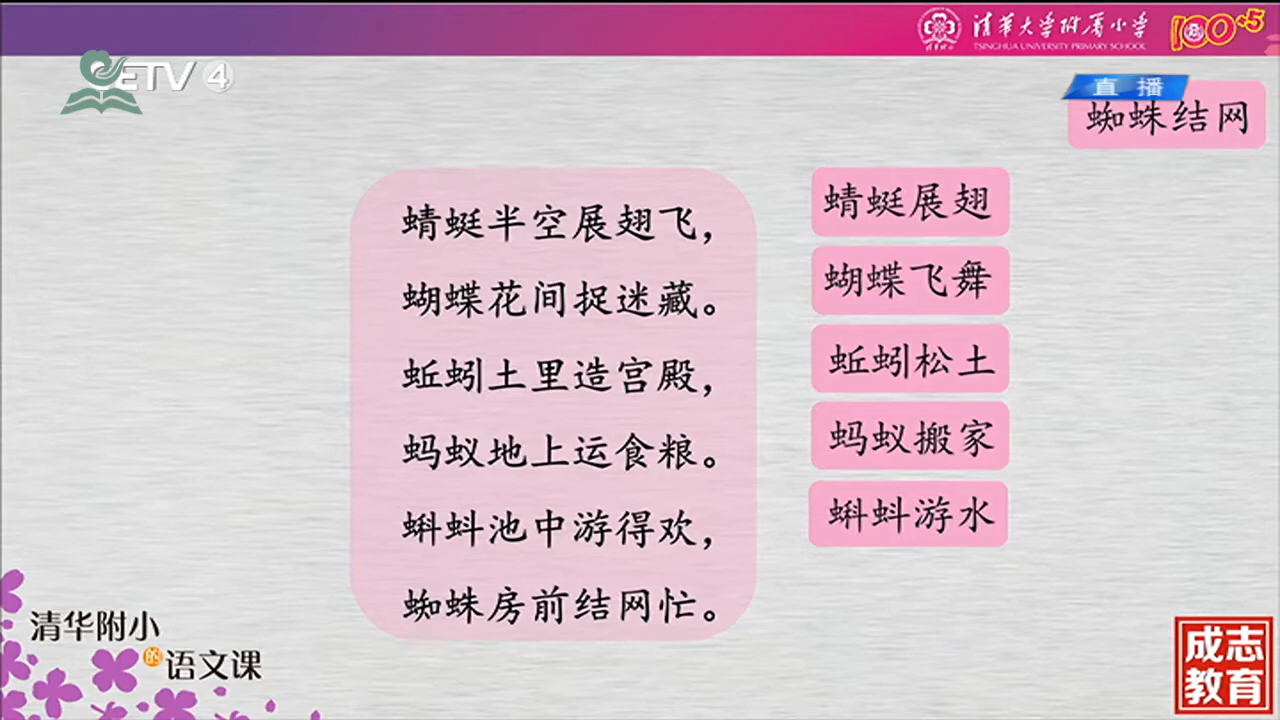 清华大学附属小学
TSINGHUA UNIVERSITY PRIMARY SCHOOL
100+5
CETV 4
直播
蜘蛛结网
蜻蜓半空展翅飞，
蝴蝶花间捉迷藏。
蚯蚓土里造宫殿，
蚂蚁地上运食粮。
蝌蚪池中游得欢，
蜘蛛房前结网忙。
蜻蜓展翅
蝴蝶飞舞
蚯蚓松土
蚂蚁搬家
蝌蚪游水
清华附小
的语文课
成志
教育